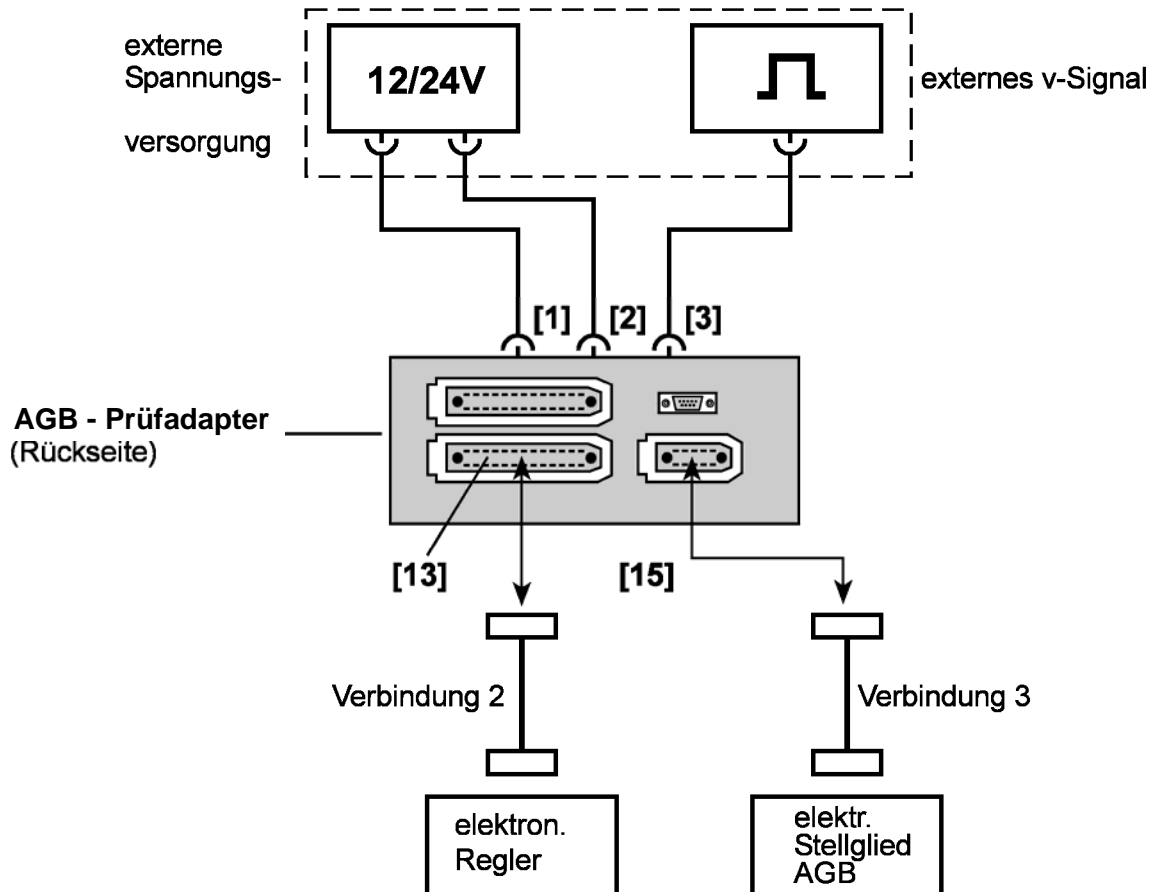 externe
Spannungs-
versorgung
12/24V
externes v-Signal
[1]
[2]
[3]
AGB - Prüfadapter
(Rückseite)
[13]
[15]
Verbindung 2
Verbindung 3
elektron.
Regler
elektr.
Stellglied
AGB